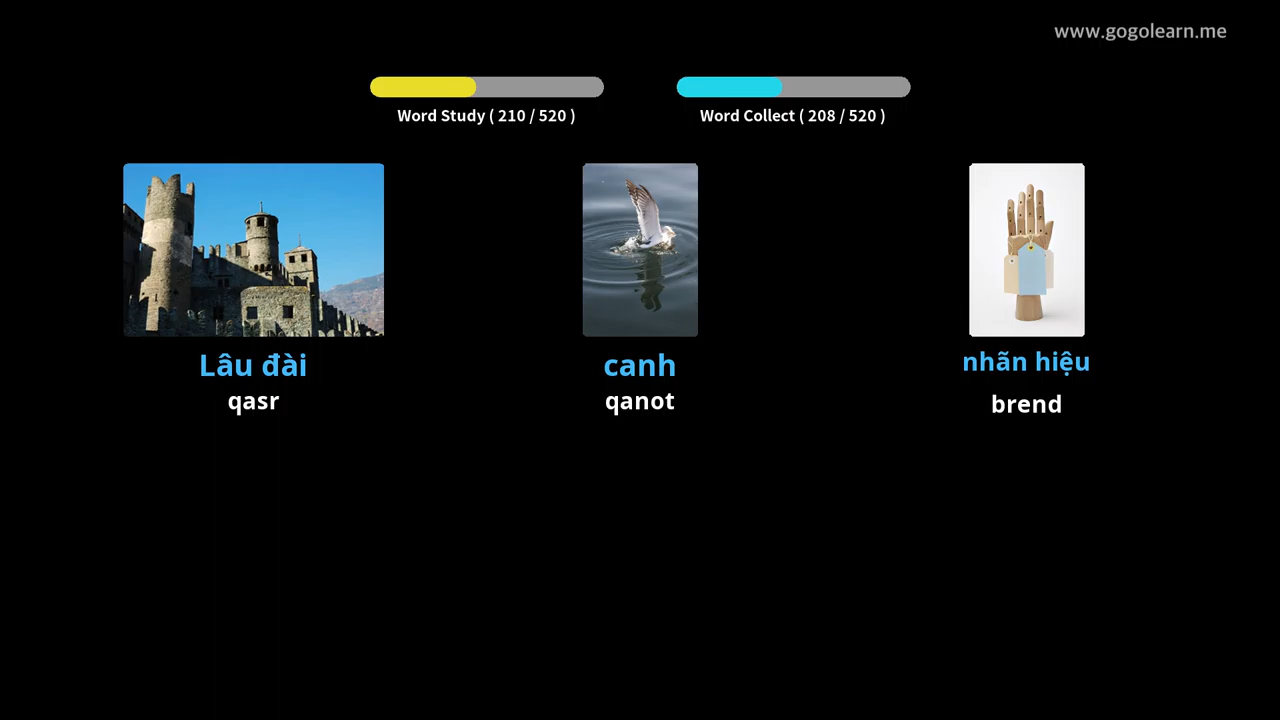 www.gogolearn.me
Word Study ( 210 / 520 )
Word Collect ( 208 / 520 )
Lâu đài
qasr
canh
qanot
nhãn hiệu
brend